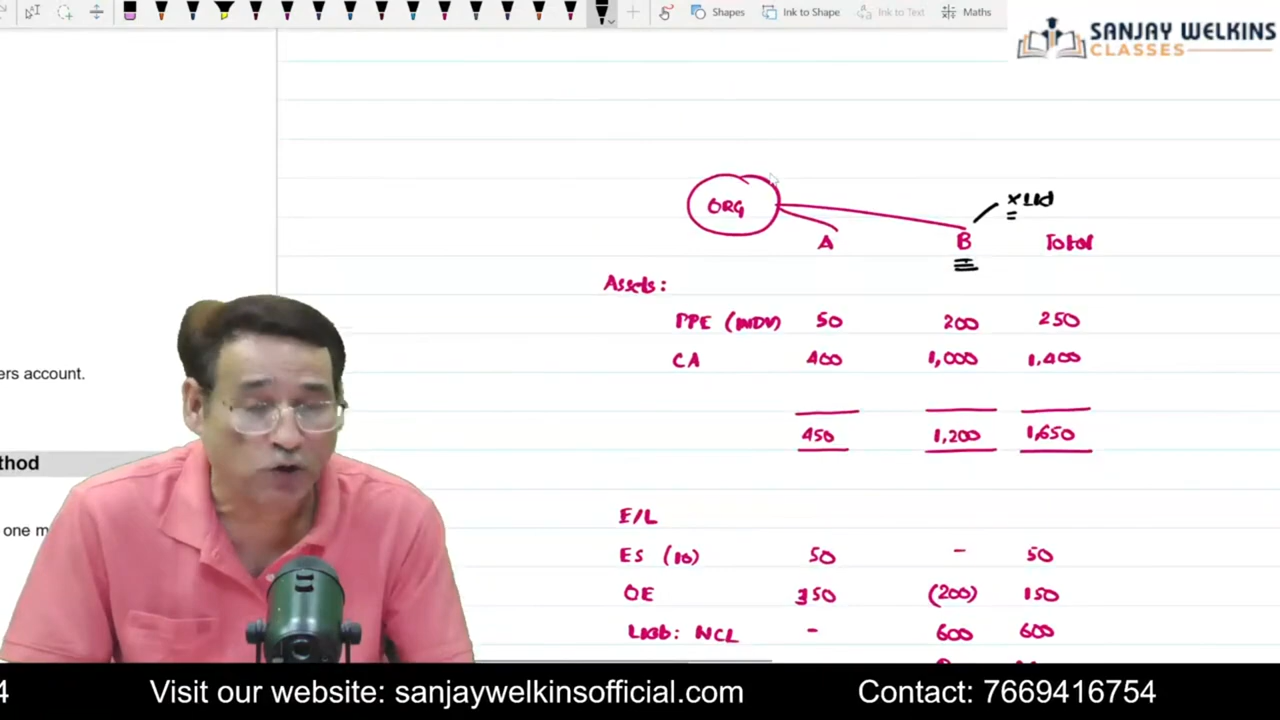 Shapes Ink to Shape Ink to Text Maths
SANJAY WELKINS
CLASSES
ORG
x Ltd
A B Total
Assets:
PPE (WDV) 50 200 250
CA 400 1,000 1,400
450 1,200 1,650
E/L
ES (10) 50 - 50
OE 350 (200) 150
Liab: NCL - 600 600
ers account.
thod
one m
4 Visit our website: sanjaywelkinsofficial.com Contact: 7669416754